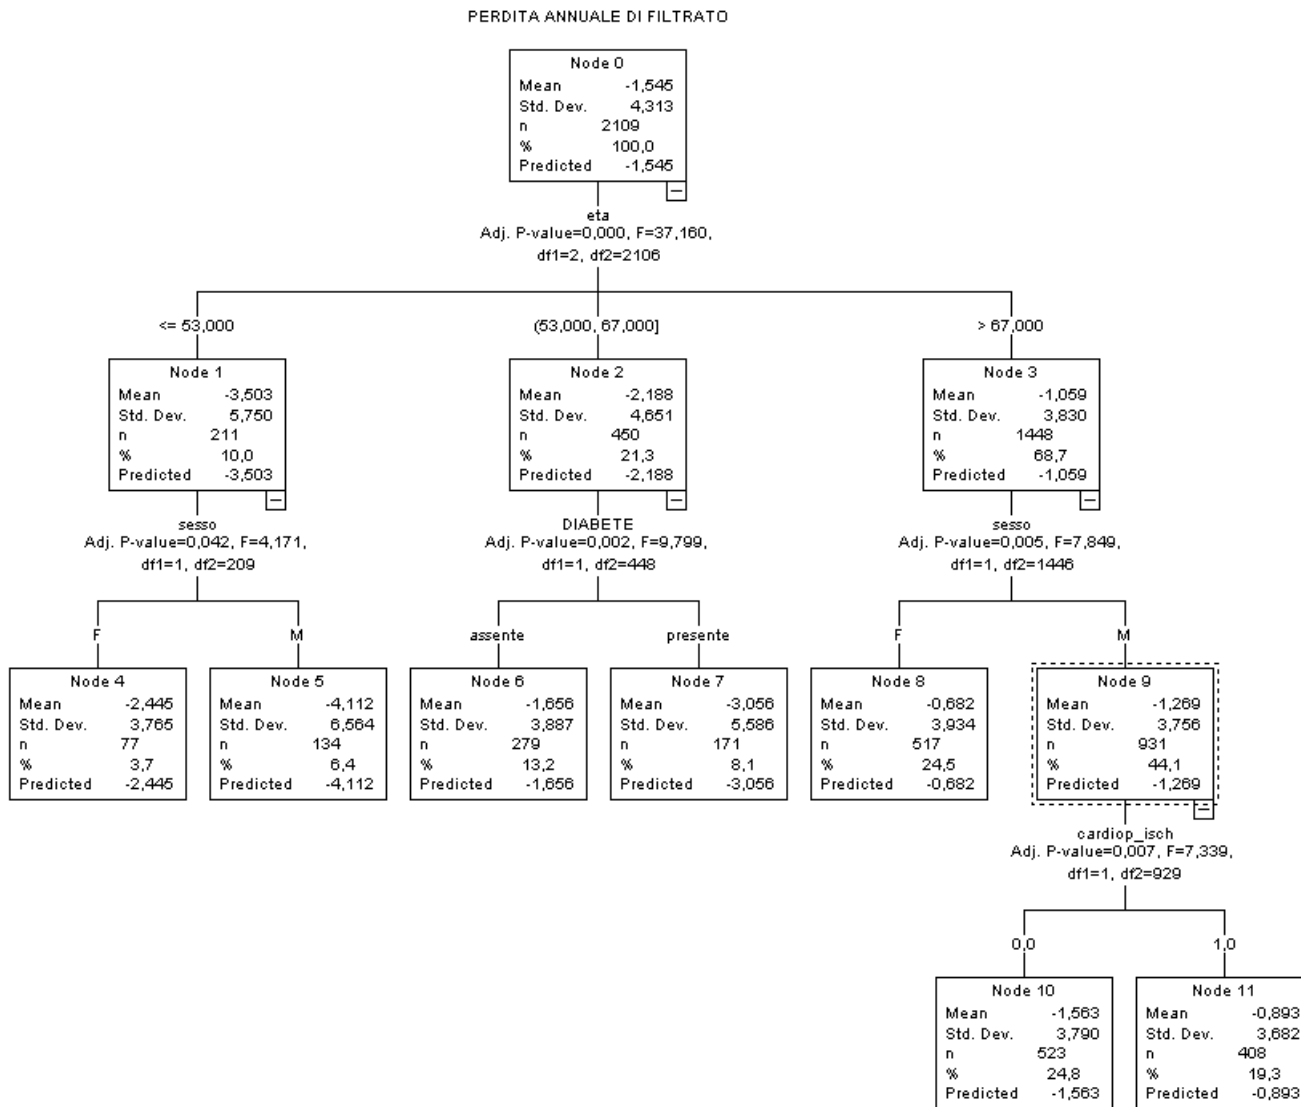 PERDITA ANNUALE DI FILTRATO
Node 0
Mean -1,545
Std. Dev. 4,313
n 2109
% 100,0
Predicted -1,545
eta
Adj. P-value=0,000, F=37,160,
df1=2, df2=2106
<= 53,000
(53,000, 67,000]
> 67,000
Node 1
Mean -3,503
Std. Dev. 5,750
n 211
% 10,0
Predicted -3,503
Node 2
Mean -2,188
Std. Dev. 4,651
n 450
% 21,3
Predicted -2,188
Node 3
Mean -1,059
Std. Dev. 3,830
n 1448
% 68,7
Predicted -1,059
sesso
Adj. P-value=0,042, F=4,171,
df1=1, df2=209
DIABETE
Adj. P-value=0,002, F=9,799,
df1=1, df2=448
sesso
Adj. P-value=0,005, F=7,849,
df1=1, df2=1446
F
M
assente
presente
F
M
Node 4
Mean -2,445
Std. Dev. 3,765
n 77
% 3,7
Predicted -2,445
Node 5
Mean -4,112
Std. Dev. 6,564
n 134
% 6,4
Predicted -4,112
Node 6
Mean -1,656
Std. Dev. 3,887
n 279
% 13,2
Predicted -1,656
Node 7
Mean -3,056
Std. Dev. 5,586
n 171
% 8,1
Predicted -3,056
Node 8
Mean -0,682
Std. Dev. 3,934
n 517
% 24,5
Predicted -0,682
Node 9
Mean -1,269
Std. Dev. 3,756
n 931
% 44,1
Predicted -1,269
cardiop_isch
Adj. P-value=0,007, F=7,339,
df1=1, df2=929
0,0
1,0
Node 10
Mean -1,563
Std. Dev. 3,790
n 523
% 24,8
Predicted -1,563
Node 11
Mean -0,893
Std. Dev. 3,682
n 408
% 19,3
Predicted -0,893